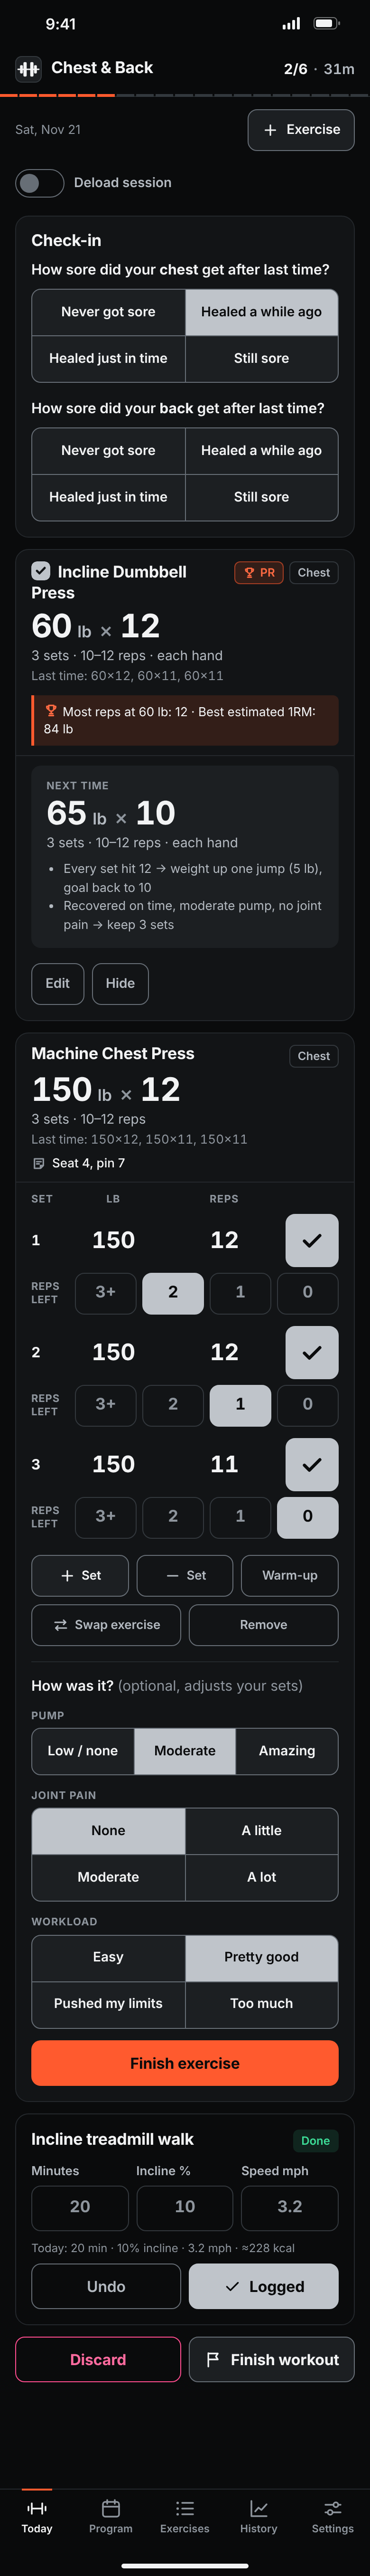 9:41
Chest & Back
2/6 · 31m
Sat, Nov 21
+ Exercise
Deload session
Check-in
How sore did your chest get after last time?
Never got sore
Healed a while ago
Healed just in time
Still sore
How sore did your back get after last time?
Never got sore
Healed a while ago
Healed just in time
Still sore
Incline Dumbbell
Press
PR
Chest
60 lb × 12
3 sets · 10–12 reps · each hand
Last time: 60×12, 60×11, 60×11
Most reps at 60 lb: 12 · Best estimated 1RM:
84 lb
NEXT TIME
65 lb × 10
3 sets · 10–12 reps · each hand
• Every set hit 12 → weight up one jump (5 lb),
goal back to 10
• Recovered on time, moderate pump, no joint
pain → keep 3 sets
Edit
Hide
Machine Chest Press
Chest
150 lb × 12
3 sets · 10–12 reps
Last time: 150×12, 150×11, 150×11
Seat 4, pin 7
SET LB REPS
1 150 12
REPS
LEFT
3+ 2 1 0
2 150 12
REPS
LEFT
3+ 2 1 0
3 150 11
REPS
LEFT
3+ 2 1 0
+ Set
− Set
Warm-up
Swap exercise
Remove
How was it? (optional, adjusts your sets)
PUMP
Low / none
Moderate
Amazing
JOINT PAIN
None
A little
Moderate
A lot
WORKLOAD
Easy
Pretty good
Pushed my limits
Too much
Finish exercise
Incline treadmill walk
Done
Minutes Incline % Speed mph
20 10 3.2
Today: 20 min · 10% incline · 3.2 mph · ≈228 kcal
Undo
Logged
Discard
Finish workout
Today
Program
Exercises
History
Settings